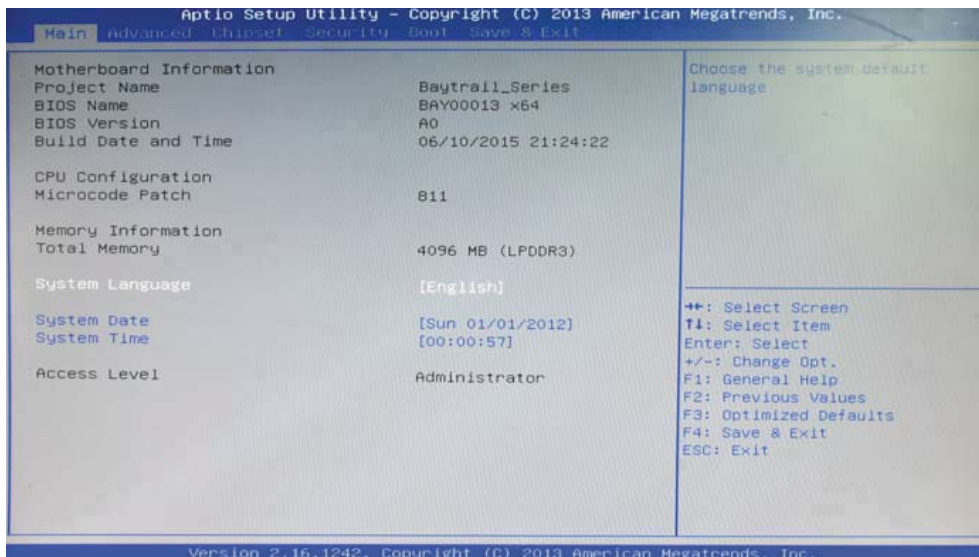 Aptio Setup Utility – Copyright (C) 2013 American Megatrends, Inc.
Main Advanced Chipset Security Boot Save & Exit
Motherboard Information
Project Name Baytrail_Series
BIOS Name BAY00013 x64
BIOS Version A0
Build Date and Time 06/10/2015 21:24:22
CPU Configuration
Microcode Patch 811
Memory Information
Total Memory 4096 MB (LPDDR3)
System Language [English]
System Date [Sun 01/01/2012]
System Time [00:00:57]
Access Level Administrator
Choose the system default
language
→←: Select Screen
↑↓: Select Item
Enter: Select
+/-: Change Opt.
F1: General Help
F2: Previous Values
F3: Optimized Defaults
F4: Save & Exit
ESC: Exit
Version 2.16.1242. Copyright (C) 2013 American Megatrends, Inc.